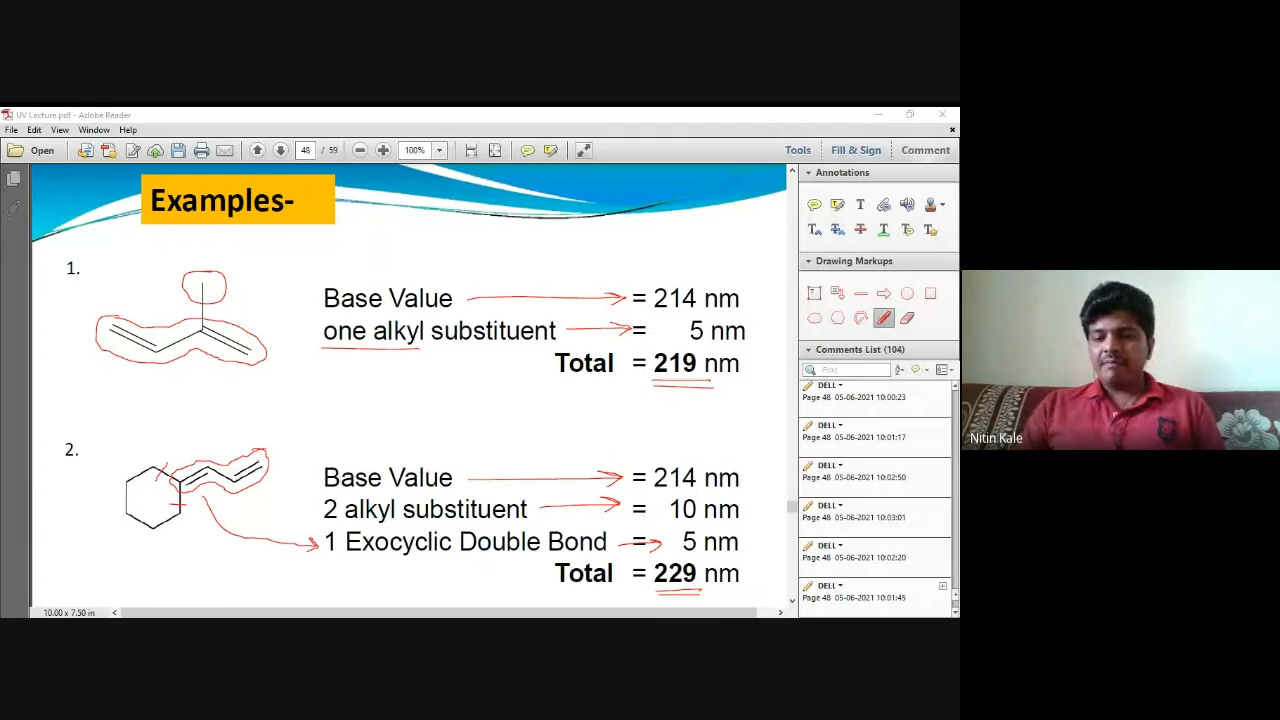 UV Lecture.pdf - Adobe Reader
File Edit View Window Help
Open 48 / 59 100% Tools Fill & Sign Comment
Examples-
1.
Base Value = 214 nm
one alkyl substituent = 5 nm
Total = 219 nm
2.
Base Value = 214 nm
2 alkyl substituent = 10 nm
1 Exocyclic Double Bond = 5 nm
Total = 229 nm
10.00 x 7.50 in
Annotations
Drawing Markups
Comments List (104)
Find
DELL
Page 48 05-06-2021 10:00:23
DELL
Page 48 05-06-2021 10:01:17
DELL
Page 48 05-06-2021 10:02:50
DELL
Page 48 05-06-2021 10:03:01
DELL
Page 48 05-06-2021 10:02:20
DELL
Page 48 05-06-2021 10:01:45
Nitin Kale